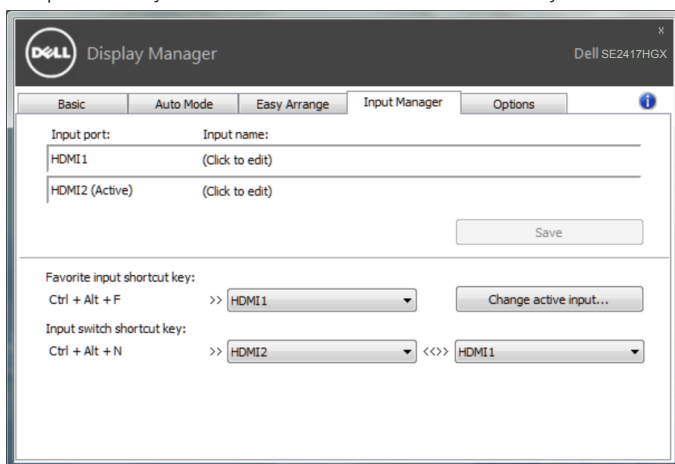 x
DELL Display Manager Dell SE2417HGX
Basic Auto Mode Easy Arrange Input Manager Options i
Input port: Input name:
HDMI1 (Click to edit)
HDMI2 (Active) (Click to edit)
Save
Favorite input shortcut key:
Ctrl + Alt + F >> HDMI1 Change active input...
Input switch shortcut key:
Ctrl + Alt + N >> HDMI2 <<>> HDMI1